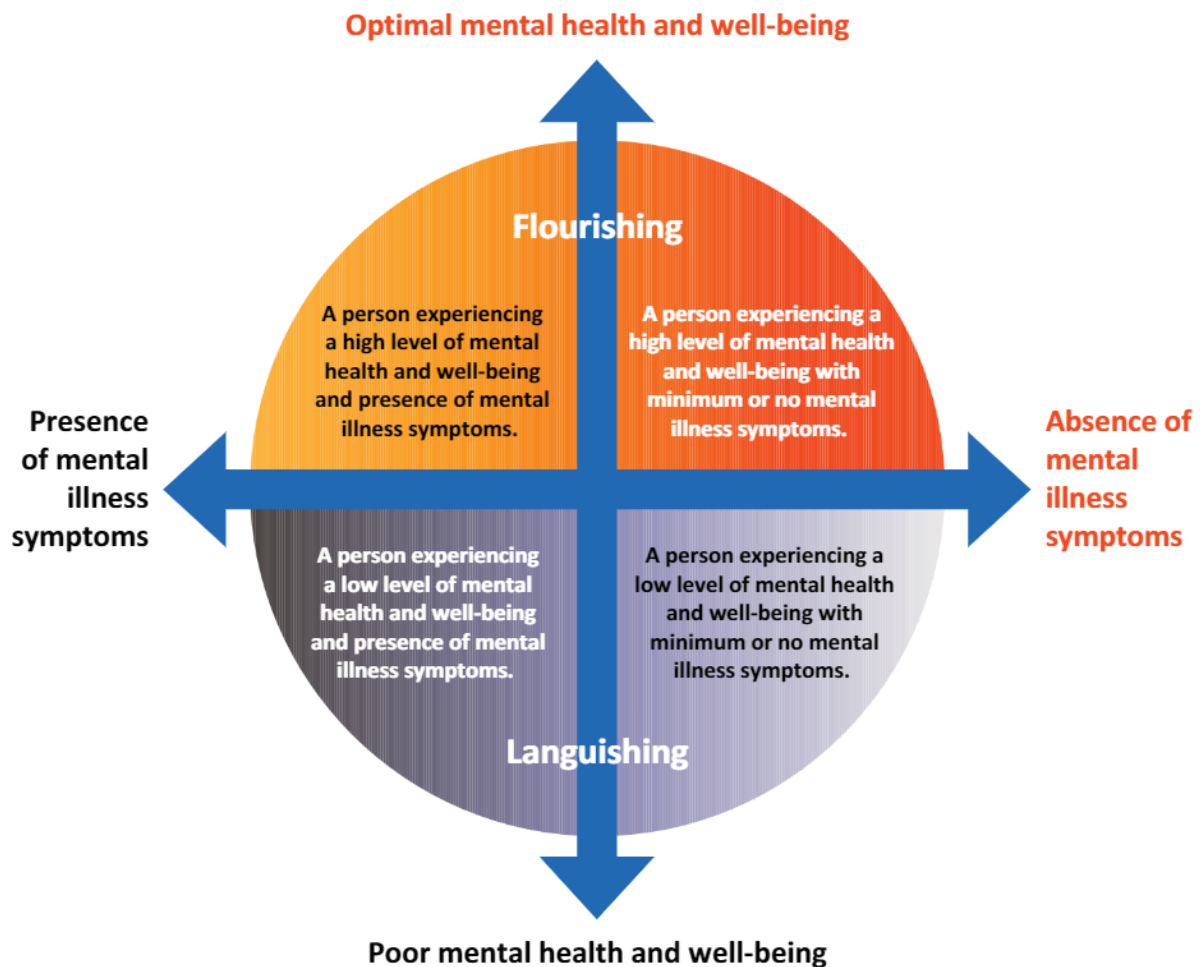 Optimal mental health and well-being
Flourishing
A person experiencing
a high level of mental
health and well-being
and presence of mental
illness symptoms.
A person experiencing a
high level of mental health
and well-being with
minimum or no mental
illness symptoms.
Presence
of mental
illness
symptoms
Absence of
mental
illness
symptoms
A person experiencing
a low level of mental
health and well-being
and presence of mental
illness symptoms.
A person experiencing a
low level of mental health
and well-being with
minimum or no mental
illness symptoms.
Languishing
Poor mental health and well-being